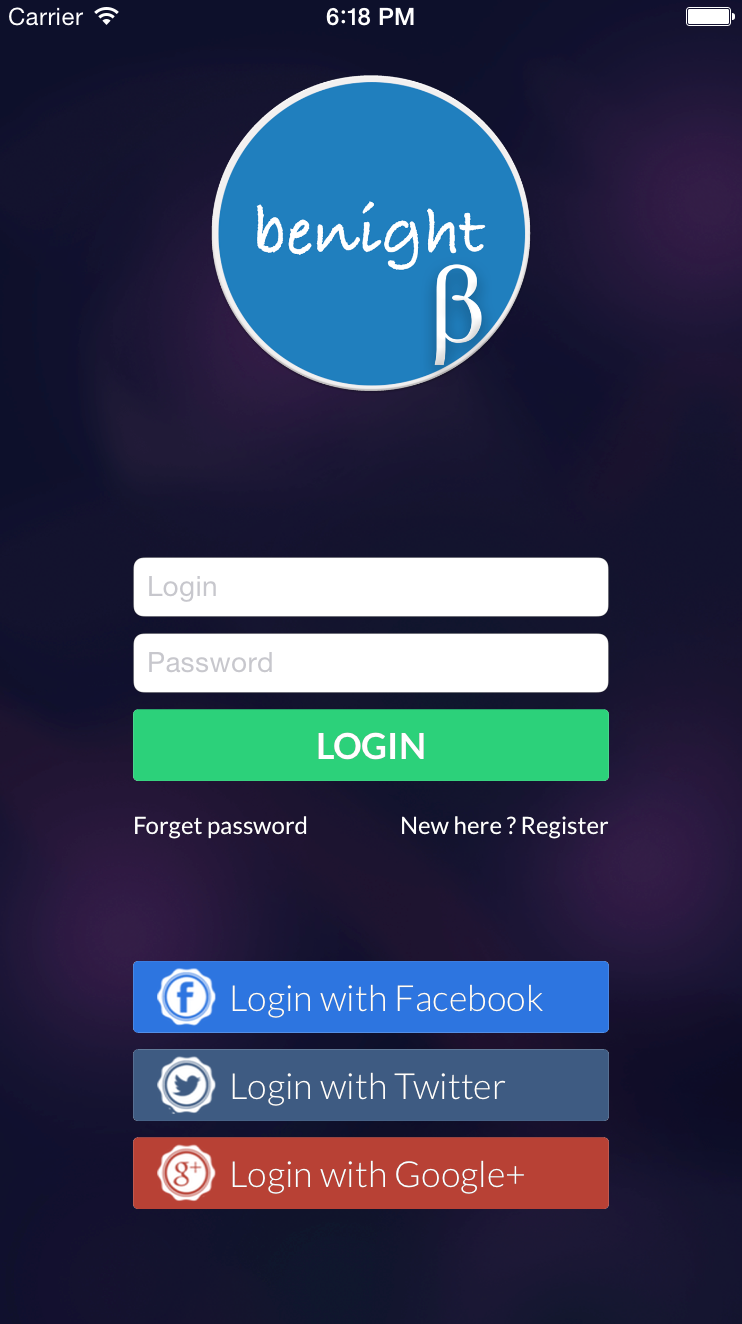 Carrier 6:18 PM
benight
β
Login
Password
LOGIN
Forget password New here ? Register
f Login with Facebook
Login with Twitter
g+ Login with Google+